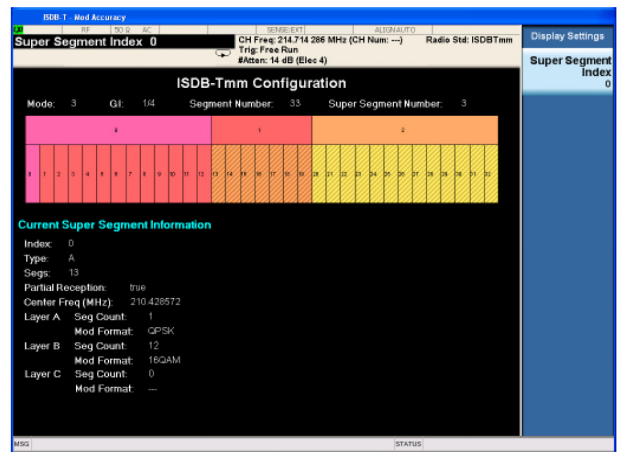 ISDB-T - Mod Accuracy
RF 50 Ω AC SENSE:EXT ALIGNAUTO
Super Segment Index 0
CH Freq: 214.714 286 MHz (CH Num: ---) Radio Std: ISDBTmm
Trig: Free Run
#Atten: 14 dB (Elec 4)
Display Settings
Super Segment
Index
0
ISDB-Tmm Configuration
Mode: 3 GI: 1/4 Segment Number: 33 Super Segment Number: 3
0 1 2
0 1 2 3 4 5 6 7 8 9 10 11 12 13 14 15 16 17 18 19 20 21 22 23 24 25 26 27 28 29 30 31 32
Current Super Segment Information
Index: 0
Type: A
Segs: 13
Partial Reception: true
Center Freq (MHz): 210.428572
Layer A Seg Count: 1
Mod Format: QPSK
Layer B Seg Count: 12
Mod Format: 16QAM
Layer C Seg Count: 0
Mod Format: ---
MSG STATUS